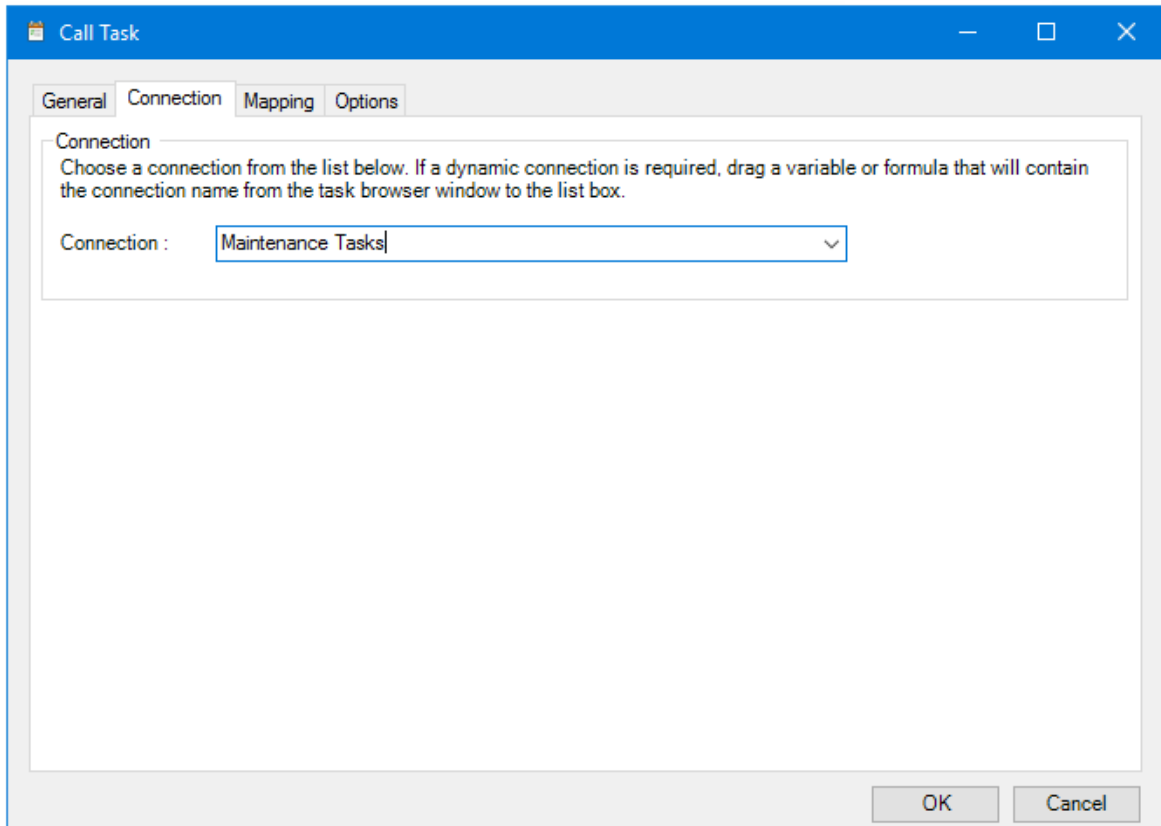 Call Task
General Connection Mapping Options
Connection
Choose a connection from the list below. If a dynamic connection is required, drag a variable or formula that will contain
the connection name from the task browser window to the list box.
Connection : Maintenance Tasks
OK Cancel